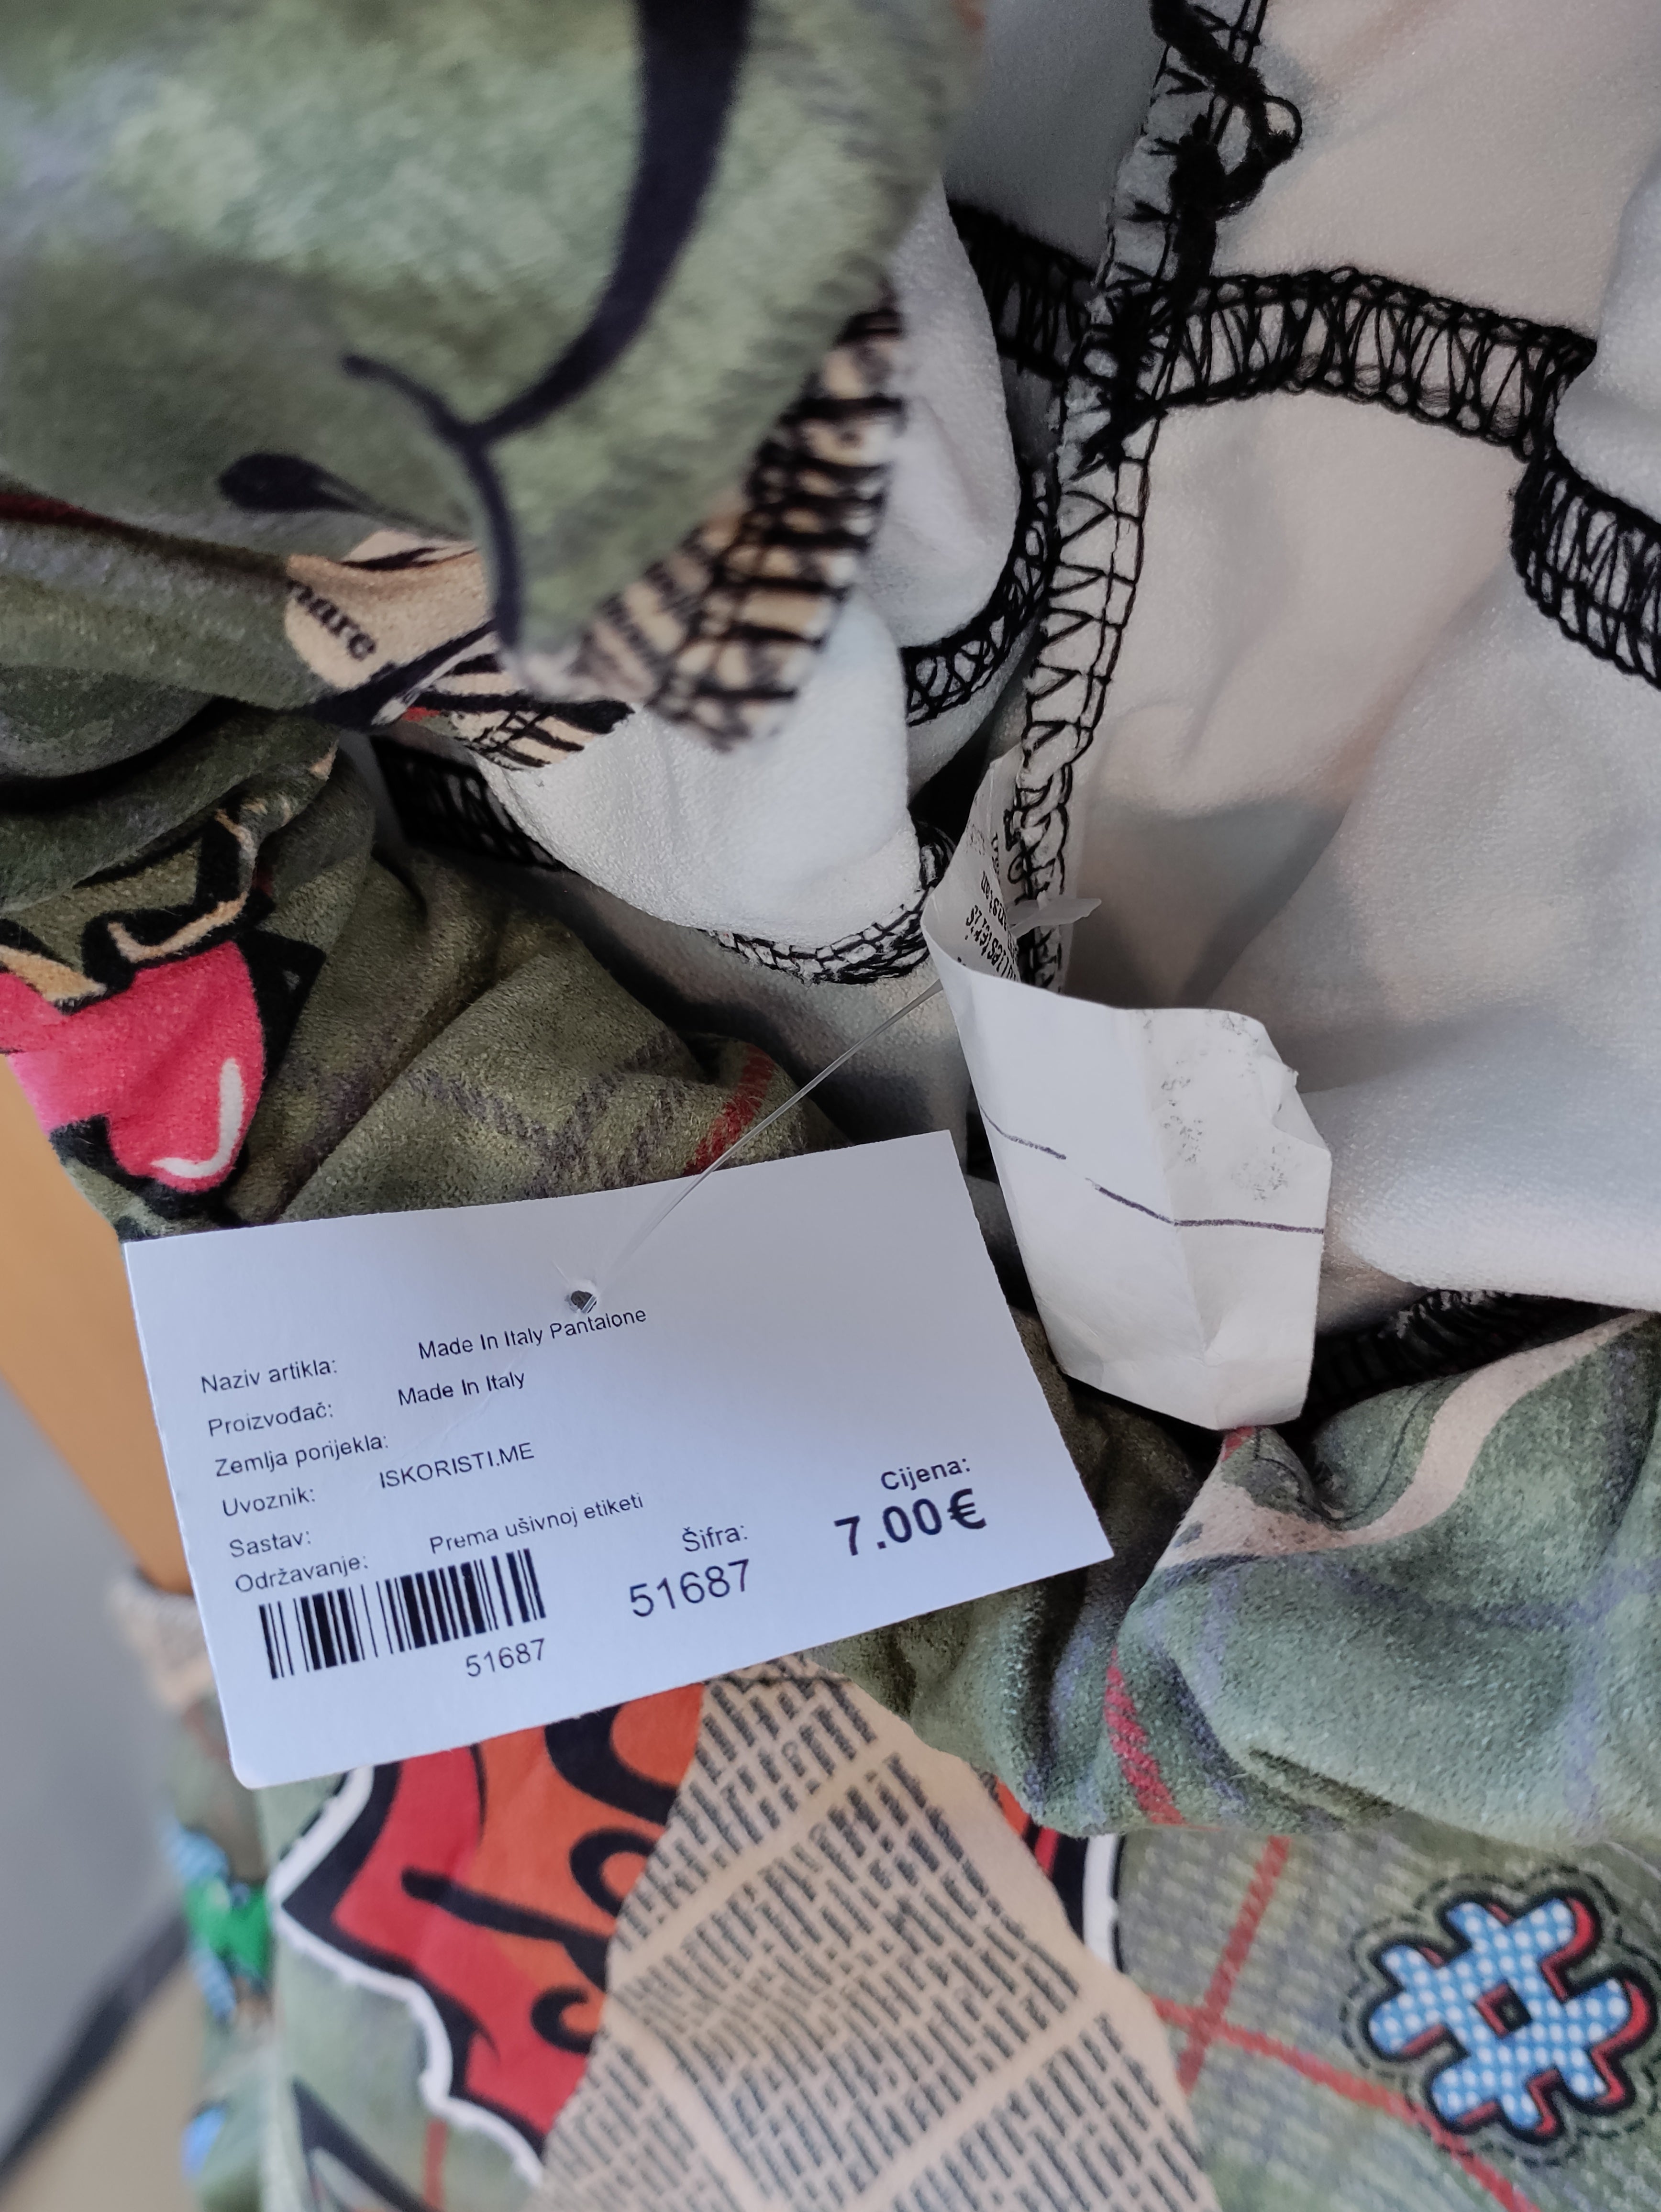 Naziv artikla: Made In Italy Pantalone
Proizvođač: Made In Italy
Zemlja porijekla:
Uvoznik: ISKORISTI.ME
Sastav:
Održavanje: Prema ušivnoj etiketi
Šifra:
51687
Cijena:
7.00€
51687